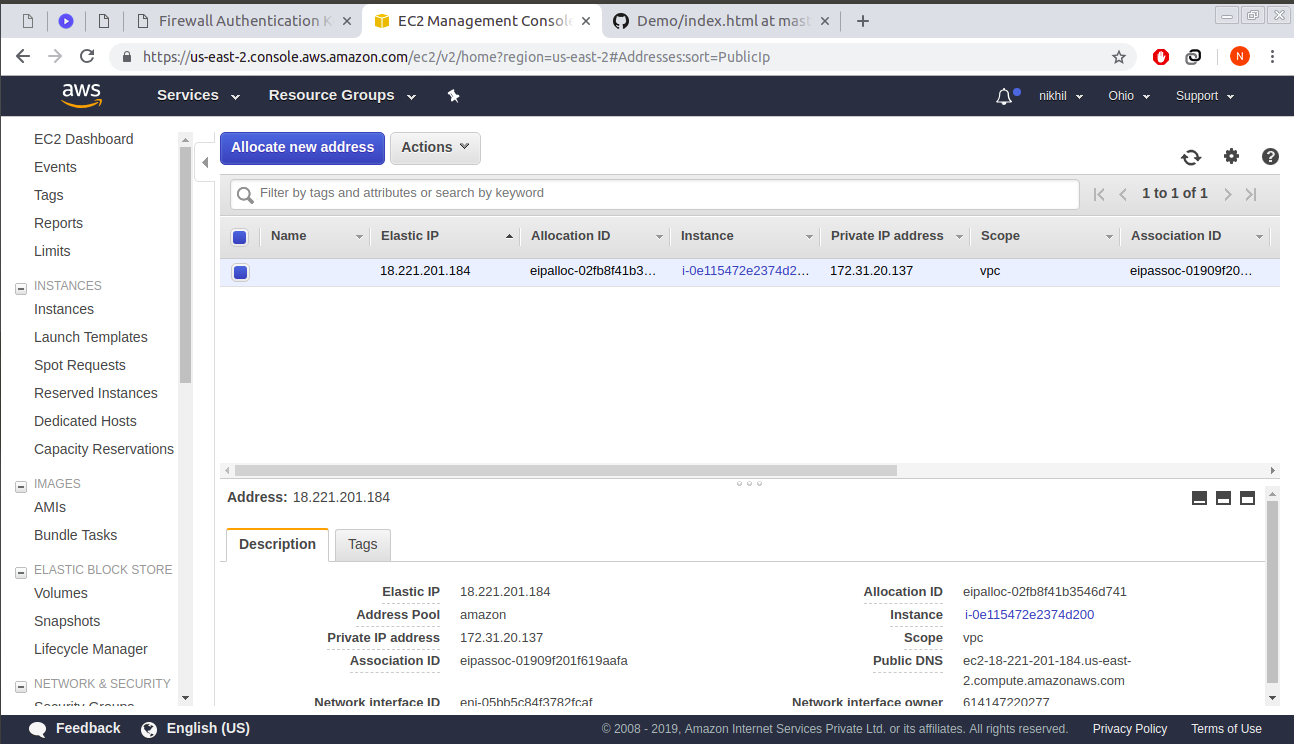 Firewall Authentication K
EC2 Management Console
Demo/index.html at mast
https://us-east-2.console.aws.amazon.com/ec2/v2/home?region=us-east-2#Addresses:sort=PublicIp
N
aws
Services
Resource Groups
nikhil
Ohio
Support
EC2 Dashboard
Events
Tags
Reports
Limits
INSTANCES
Instances
Launch Templates
Spot Requests
Reserved Instances
Dedicated Hosts
Capacity Reservations
IMAGES
AMIs
Bundle Tasks
ELASTIC BLOCK STORE
Volumes
Snapshots
Lifecycle Manager
NETWORK & SECURITY
Security Groups
Allocate new address
Actions
Filter by tags and attributes or search by keyword
1 to 1 of 1
Name Elastic IP Allocation ID Instance Private IP address Scope Association ID
18.221.201.184 eipalloc-02fb8f41b3... i-0e115472e2374d2... 172.31.20.137 vpc eipassoc-01909f20...
Address: 18.221.201.184
Description
Tags
Elastic IP 18.221.201.184
Address Pool amazon
Private IP address 172.31.20.137
Association ID eipassoc-01909f201f619aafa
Network interface ID eni-05bb5c84f3782fcaf
Allocation ID eipalloc-02fb8f41b3546d741
Instance i-0e115472e2374d200
Scope vpc
Public DNS ec2-18-221-201-184.us-east-
2.compute.amazonaws.com
Network interface owner 614147220277
Feedback
English (US)
© 2008 - 2019, Amazon Internet Services Private Ltd. or its affiliates. All rights reserved.
Privacy Policy
Terms of Use